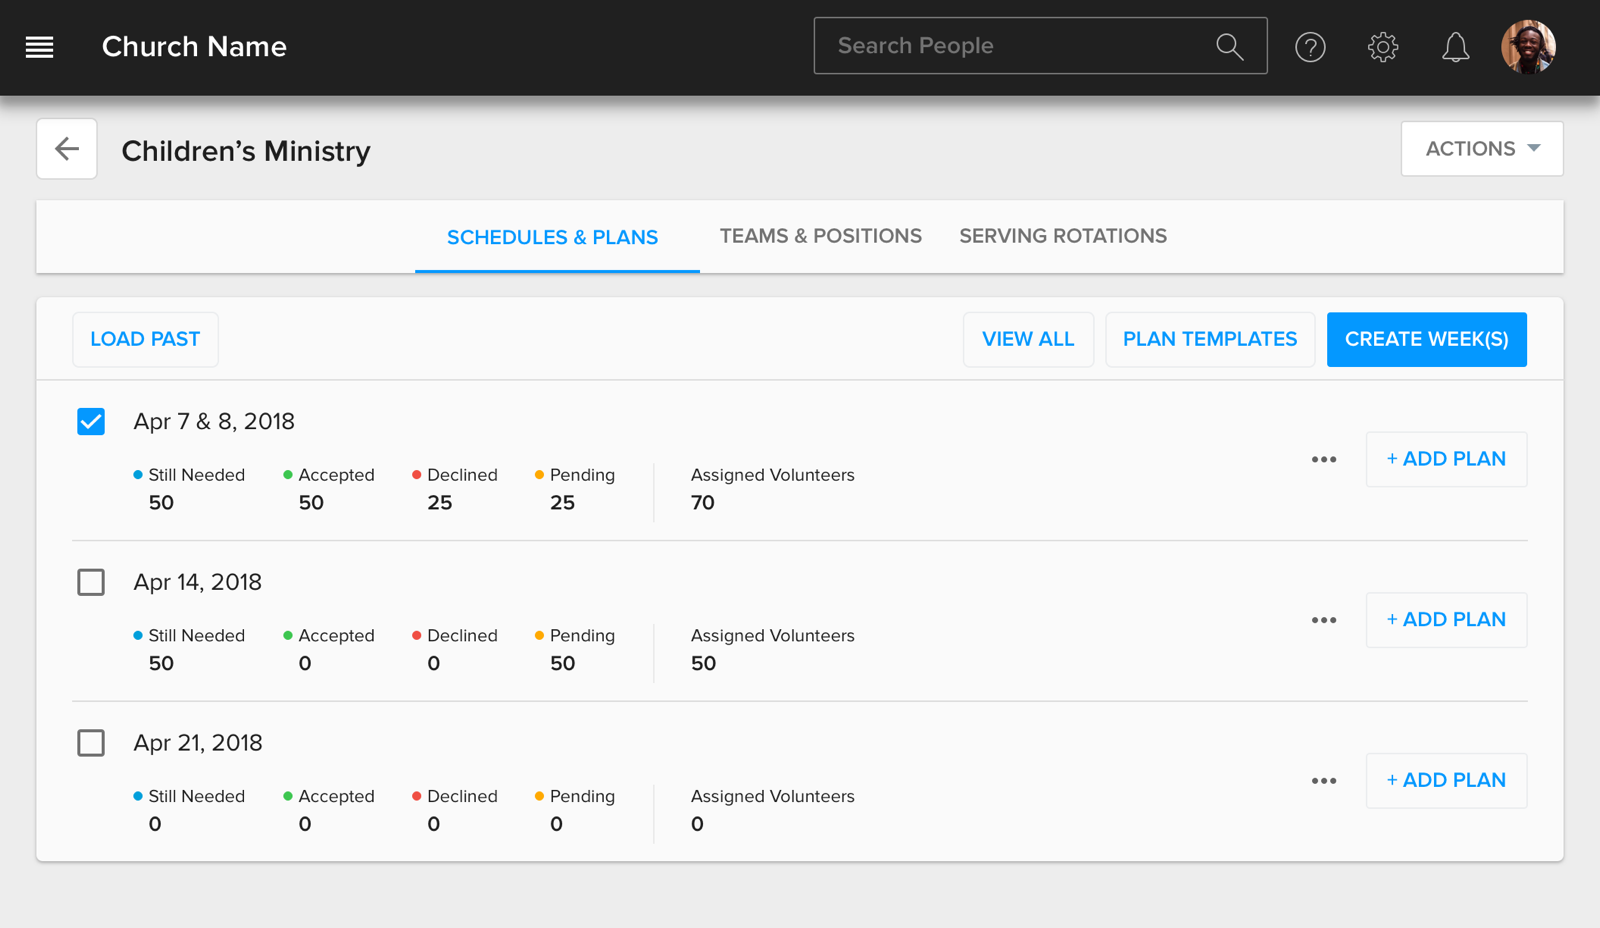 Church Name
Search People
?
Children’s Ministry
ACTIONS
SCHEDULES & PLANS TEAMS & POSITIONS SERVING ROTATIONS
LOAD PAST VIEW ALL PLAN TEMPLATES CREATE WEEK(S)
Apr 7 & 8, 2018
Still Needed Accepted Declined Pending Assigned Volunteers
50 50 25 25 70
+ ADD PLAN
Apr 14, 2018
Still Needed Accepted Declined Pending Assigned Volunteers
50 0 0 50 50
+ ADD PLAN
Apr 21, 2018
Still Needed Accepted Declined Pending Assigned Volunteers
0 0 0 0 0
+ ADD PLAN